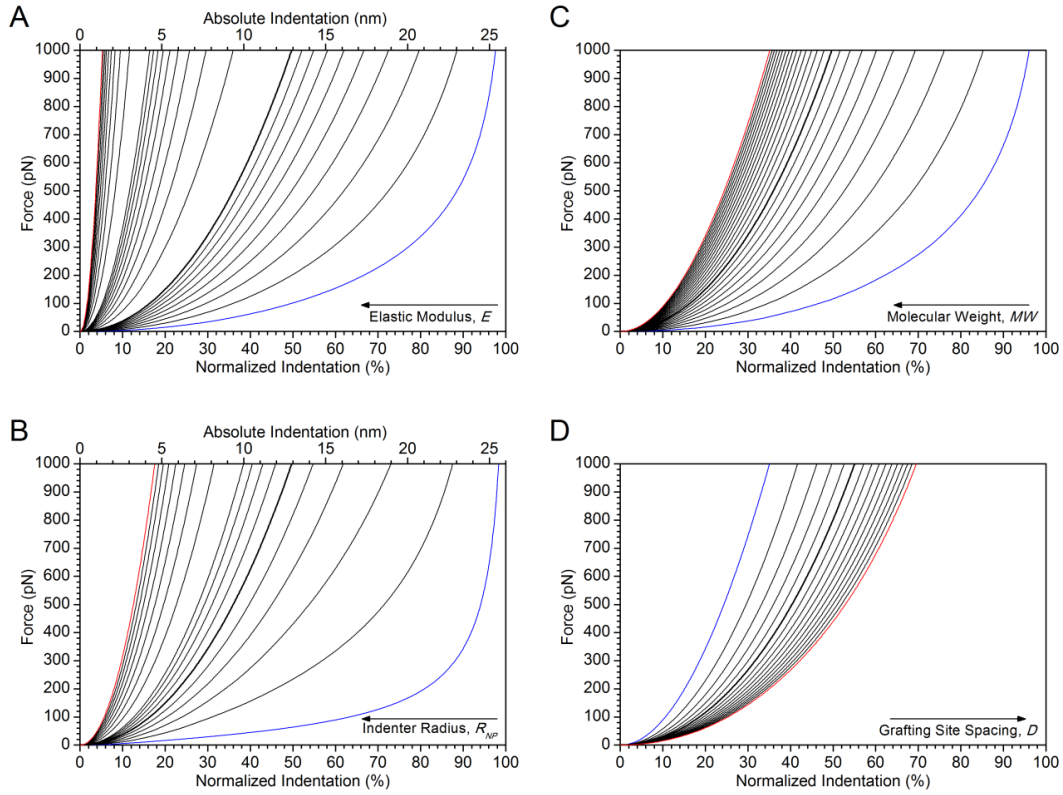 A
Absolute Indentation (nm)
0 5 10 15 20 25
1000
900
800
700
600
500
400
300
200
100
0
Force (pN)
Elastic Modulus, E
0 10 20 30 40 50 60 70 80 90 100
Normalized Indentation (%)
C
1000
900
800
700
600
500
400
300
200
100
0
Force (pN)
Molecular Weight, MW
0 10 20 30 40 50 60 70 80 90 100
Normalized Indentation (%)
B
Absolute Indentation (nm)
0 5 10 15 20 25
1000
900
800
700
600
500
400
300
200
100
0
Force (pN)
Indenter Radius, R_NP
0 10 20 30 40 50 60 70 80 90 100
Normalized Indentation (%)
D
1000
900
800
700
600
500
400
300
200
100
0
Force (pN)
Grafting Site Spacing, D
0 10 20 30 40 50 60 70 80 90 100
Normalized Indentation (%)